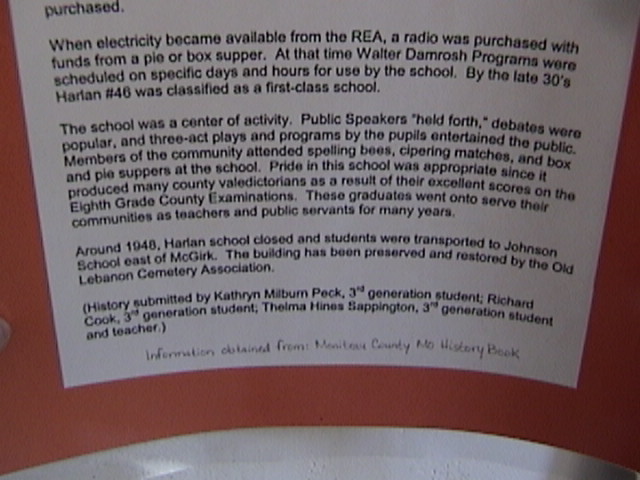 purchased.
When electricity became available from the REA, a radio was purchased with
funds from a pie or box supper. At that time Walter Damrosh Programs were
scheduled on specific days and hours for use by the school. By the late 30's
Harlan #46 was classified as a first-class school.
The school was a center of activity. Public Speakers "held forth," debates were
popular, and three-act plays and programs by the pupils entertained the public.
Members of the community attended spelling bees, cipering matches, and box
and pie suppers at the school. Pride in this school was appropriate since it
produced many county valedictorians as a result of their excellent scores on the
Eighth Grade County Examinations. These graduates went onto serve their
communities as teachers and public servants for many years.
Around 1948, Harlan school closed and students were transported to Johnson
School east of McGirk. The building has been preserved and restored by the Old
Lebanon Cemetery Association.
(History submitted by Kathryn Milburn Peck, 3rd generation student; Richard
Cook, 3rd generation student; Thelma Hines Sappington, 3rd generation student
and teacher.)
Information obtained from: Moniteau County Mo History Book